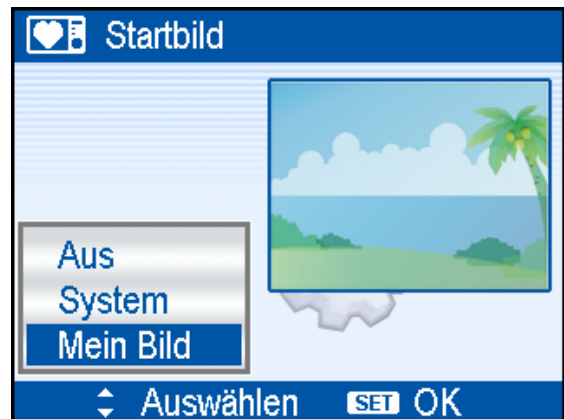 Startbild
Aus
System
Mein Bild
Auswählen SET OK